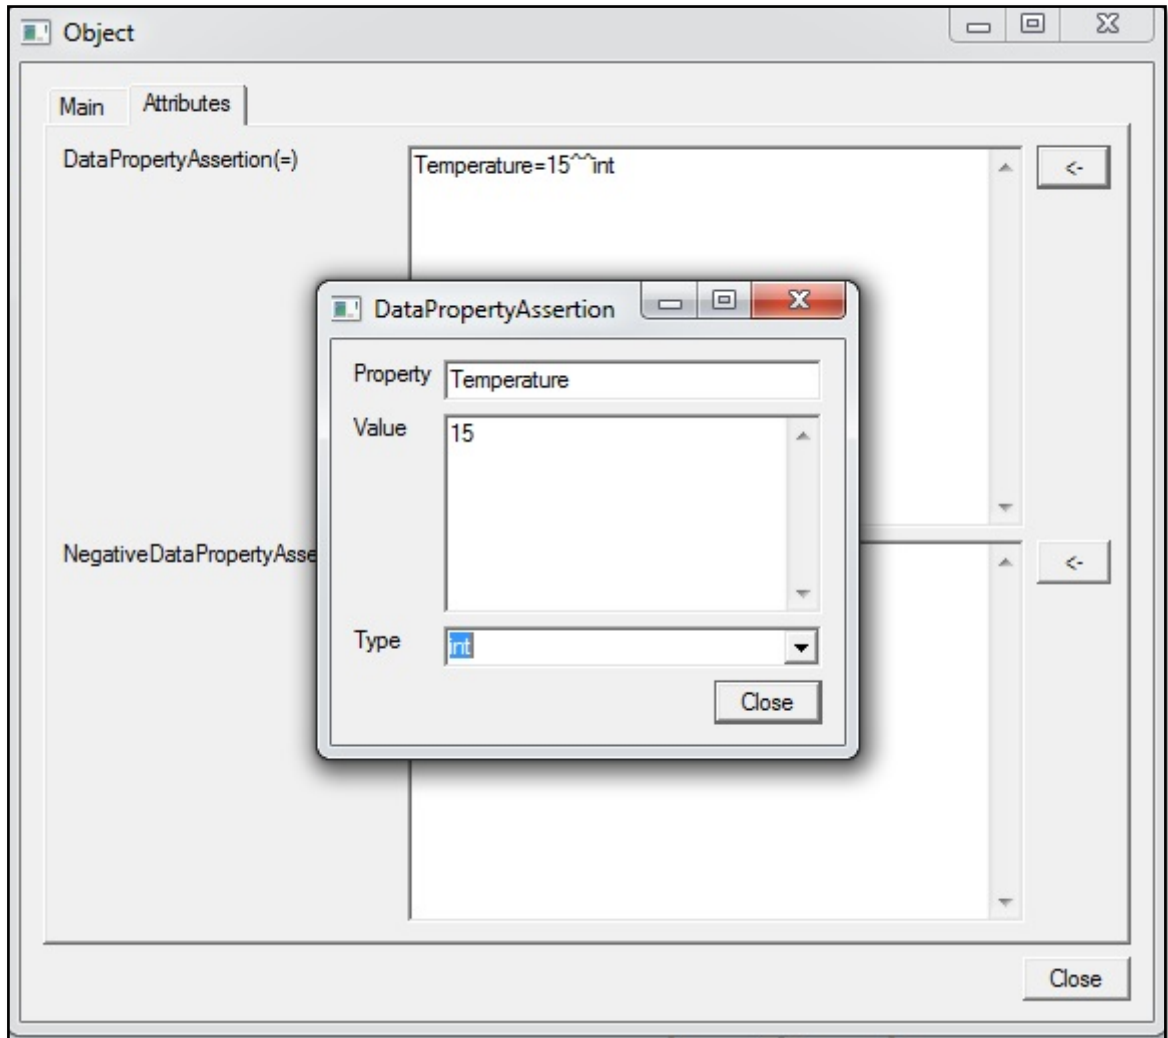 Object
Main
Attributes
DataPropertyAssertion(=)
Temperature=15^^int
<-
DataPropertyAssertion
Property
Temperature
Value
15
Type
int
Close
NegativeDataPropertyAsse
<-
Close